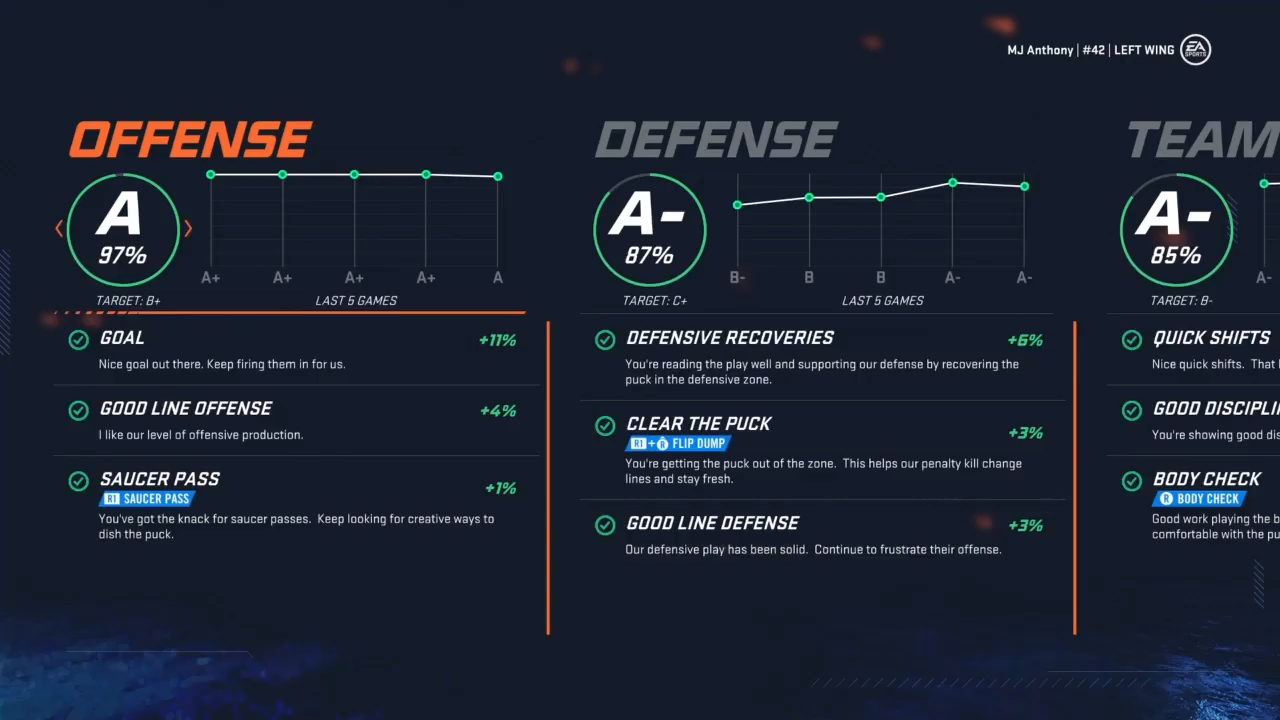 MJ Anthony | #42 | LEFT WING
EA
SPORTS
OFFENSE
A
97%
TARGET: B+
A+ A+ A+ A+ A
LAST 5 GAMES
GOAL +11%
Nice goal out there. Keep firing them in for us.
GOOD LINE OFFENSE +4%
I like our level of offensive production.
SAUCER PASS +1%
R1 SAUCER PASS
You've got the knack for saucer passes. Keep looking for creative ways to
dish the puck.
DEFENSE
A-
87%
TARGET: C+
B- B B A- A-
LAST 5 GAMES
DEFENSIVE RECOVERIES +6%
You're reading the play well and supporting our defense by recovering the
puck in the defensive zone.
CLEAR THE PUCK +3%
R1 + R FLIP DUMP
You're getting the puck out of the zone. This helps our penalty kill change
lines and stay fresh.
GOOD LINE DEFENSE +3%
Our defensive play has been solid. Continue to frustrate their offense.
TEAM
A-
85%
TARGET: B-
A-
QUICK SHIFTS
Nice quick shifts. That
GOOD DISCIPLI
You're showing good dis
BODY CHECK
R BODY CHECK
Good work playing the b
comfortable with the pu